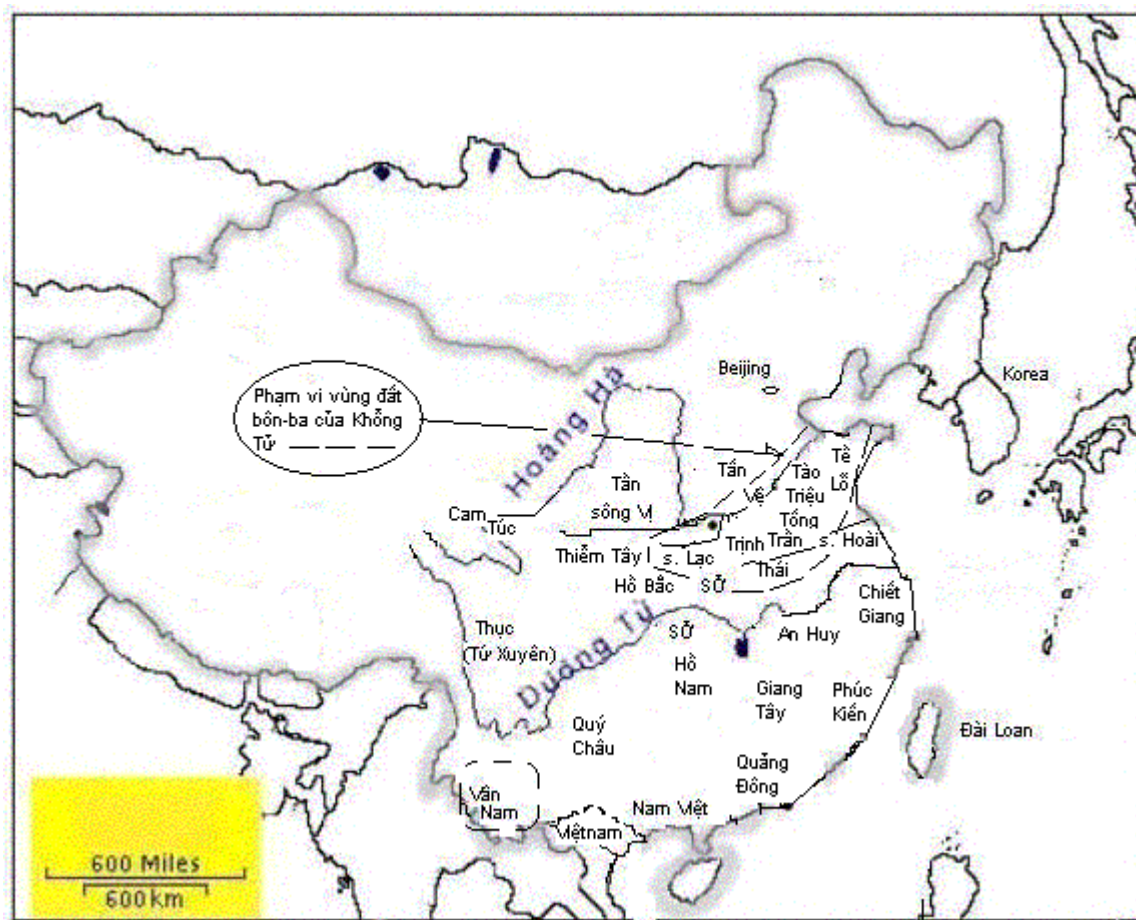 Beijing
Korea
Phạm vi vùng đất
bôn-ba của Khổng
Tử
Hoàng Hà
Tề
Tấn
Tào
Lỗ
Vệ
Triệu
Tần
Tống
sông Vị
Cam
Túc
Trịnh
Trần
s. Hoài
Thiểm Tây
s. Lạc
Thái
Hồ Bắc
SỞ
Chiết
Giang
Thục
(Tứ Xuyên)
Dương Tử
SỞ
An Huy
Hồ
Nam
Giang
Tây
Phúc
Kiến
Quý
Châu
Đài Loan
Quảng
Đông
Vân
Nam
Nam Việt
Việtnam
600 Miles
600 km